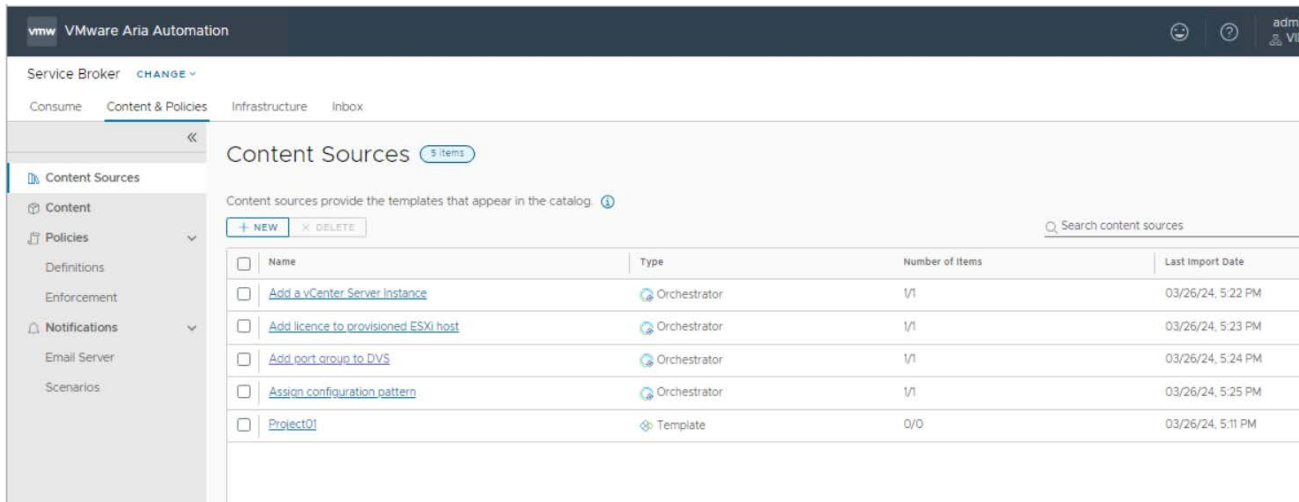 vmw VMware Aria Automation
adm
VI
Service Broker CHANGE
Consume Content & Policies Infrastructure Inbox
Content Sources
Content
Policies
Definitions
Enforcement
Notifications
Email Server
Scenarios
Content Sources 5 items
Content sources provide the templates that appear in the catalog.
+ NEW × DELETE
Search content sources
Name Type Number of Items Last Import Date
Add a vCenter Server Instance Orchestrator 1/1 03/26/24, 5:22 PM
Add licence to provisioned ESXi host Orchestrator 1/1 03/26/24, 5:23 PM
Add port group to DVS Orchestrator 1/1 03/26/24, 5:24 PM
Assign configuration pattern Orchestrator 1/1 03/26/24, 5:25 PM
Project01 Template 0/0 03/26/24, 5:11 PM